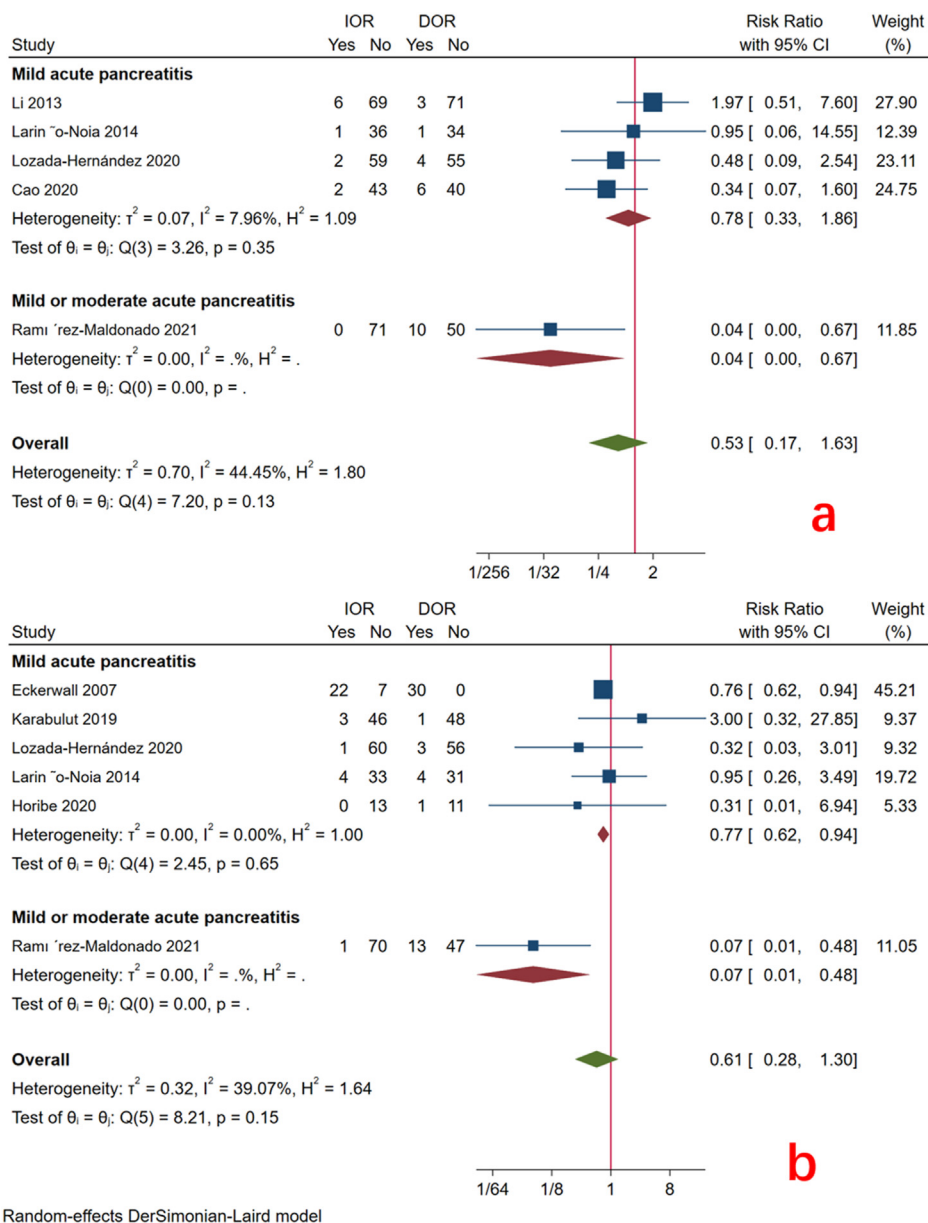 IOR DOR Risk Ratio Weight
Study Yes No Yes No with 95% CI (%)
Mild acute pancreatitis
Li 2013 6 69 3 71 1.97 [ 0.51, 7.60] 27.90
Larin ˜o-Noia 2014 1 36 1 34 0.95 [ 0.06, 14.55] 12.39
Lozada-Hernández 2020 2 59 4 55 0.48 [ 0.09, 2.54] 23.11
Cao 2020 2 43 6 40 0.34 [ 0.07, 1.60] 24.75
Heterogeneity: τ² = 0.07, I² = 7.96%, H² = 1.09 0.78 [ 0.33, 1.86]
Test of θᵢ = θⱼ: Q(3) = 3.26, p = 0.35
Mild or moderate acute pancreatitis
Ramı ´rez-Maldonado 2021 0 71 10 50 0.04 [ 0.00, 0.67] 11.85
Heterogeneity: τ² = 0.00, I² = .%, H² = . 0.04 [ 0.00, 0.67]
Test of θᵢ = θⱼ: Q(0) = 0.00, p = .
Overall 0.53 [ 0.17, 1.63]
Heterogeneity: τ² = 0.70, I² = 44.45%, H² = 1.80
Test of θᵢ = θⱼ: Q(4) = 7.20, p = 0.13
a
1/256 1/32 1/4 2
IOR DOR Risk Ratio Weight
Study Yes No Yes No with 95% CI (%)
Mild acute pancreatitis
Eckerwall 2007 22 7 30 0 0.76 [ 0.62, 0.94] 45.21
Karabulut 2019 3 46 1 48 3.00 [ 0.32, 27.85] 9.37
Lozada-Hernández 2020 1 60 3 56 0.32 [ 0.03, 3.01] 9.32
Larin ˜o-Noia 2014 4 33 4 31 0.95 [ 0.26, 3.49] 19.72
Horibe 2020 0 13 1 11 0.31 [ 0.01, 6.94] 5.33
Heterogeneity: τ² = 0.00, I² = 0.00%, H² = 1.00 0.77 [ 0.62, 0.94]
Test of θᵢ = θⱼ: Q(4) = 2.45, p = 0.65
Mild or moderate acute pancreatitis
Ramı ´rez-Maldonado 2021 1 70 13 47 0.07 [ 0.01, 0.48] 11.05
Heterogeneity: τ² = 0.00, I² = .%, H² = . 0.07 [ 0.01, 0.48]
Test of θᵢ = θⱼ: Q(0) = 0.00, p = .
Overall 0.61 [ 0.28, 1.30]
Heterogeneity: τ² = 0.32, I² = 39.07%, H² = 1.64
Test of θᵢ = θⱼ: Q(5) = 8.21, p = 0.15
b
1/64 1/8 1 8
Random-effects DerSimonian-Laird model